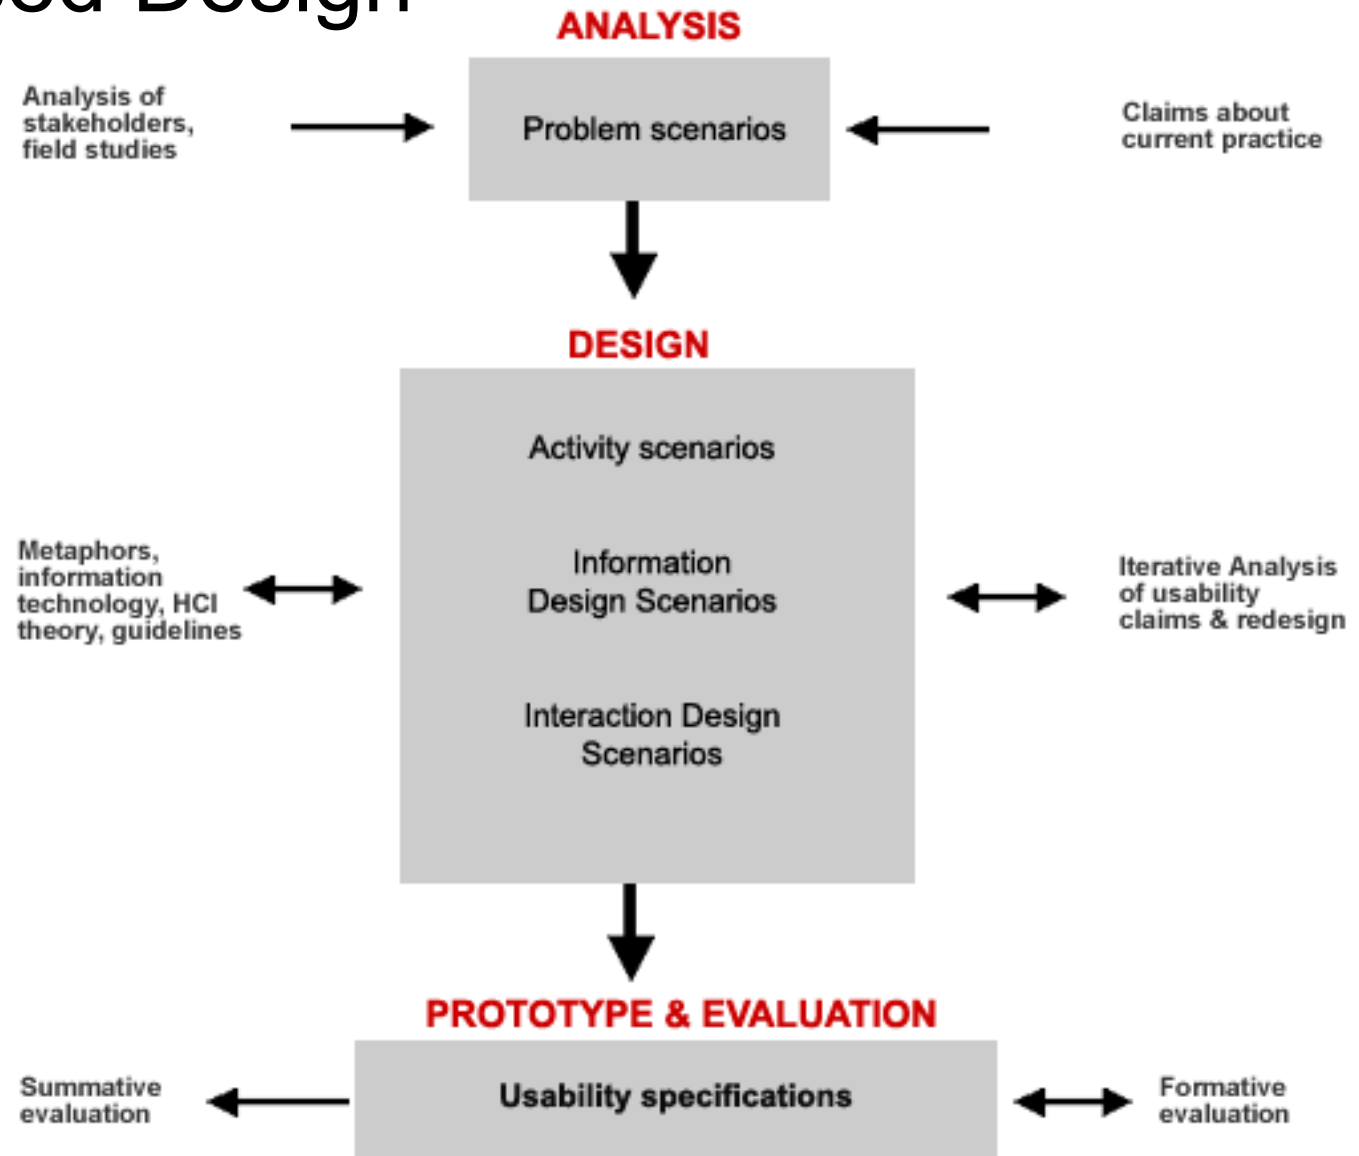 Design
ANALYSIS
Analysis of
stakeholders,
field studies
Problem scenarios
Claims about
current practice
DESIGN
Activity scenarios
Information
Design Scenarios
Interaction Design
Scenarios
Metaphors,
information
technology, HCI
theory, guidelines
Iterative Analysis
of usability
claims & redesign
PROTOTYPE & EVALUATION
Summative
evaluation
Usability specifications
Formative
evaluation